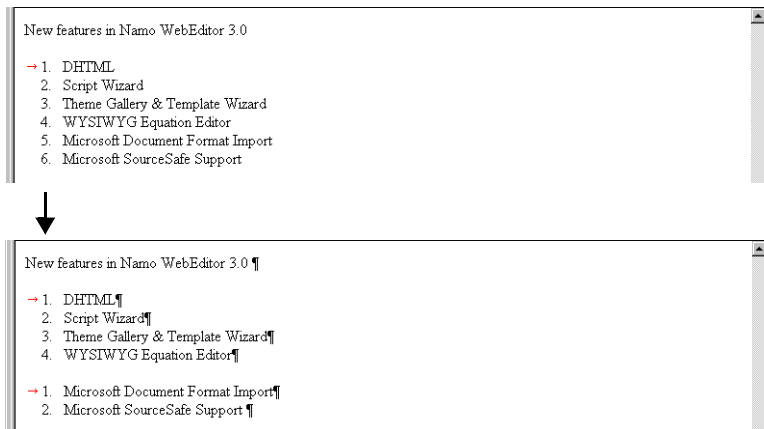 New features in Namo WebEditor 3.0
→ 1. DHTML
2. Script Wizard
3. Theme Gallery & Template Wizard
4. WYSIWYG Equation Editor
5. Microsoft Document Format Import
6. Microsoft SourceSafe Support
New features in Namo WebEditor 3.0 ¶
→ 1. DHTML¶
2. Script Wizard¶
3. Theme Gallery & Template Wizard¶
4. WYSIWYG Equation Editor¶
→ 1. Microsoft Document Format Import¶
2. Microsoft SourceSafe Support ¶